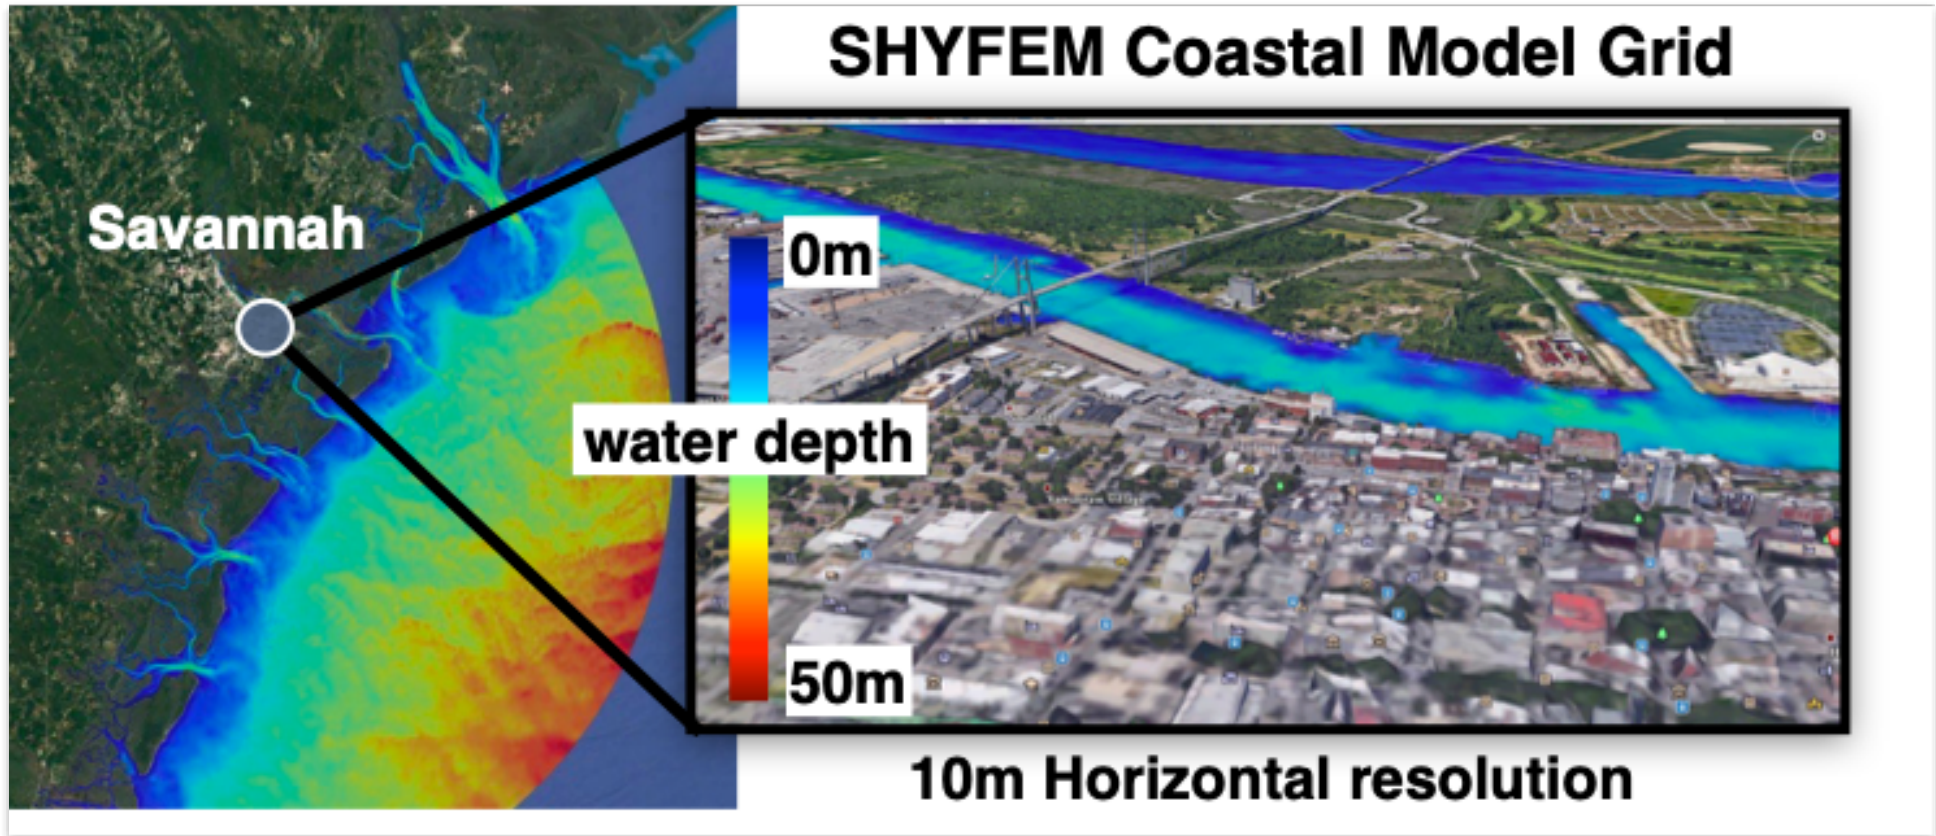 SHYFEM Coastal Model Grid
Savannah
0m
water depth
50m
10m Horizontal resolution